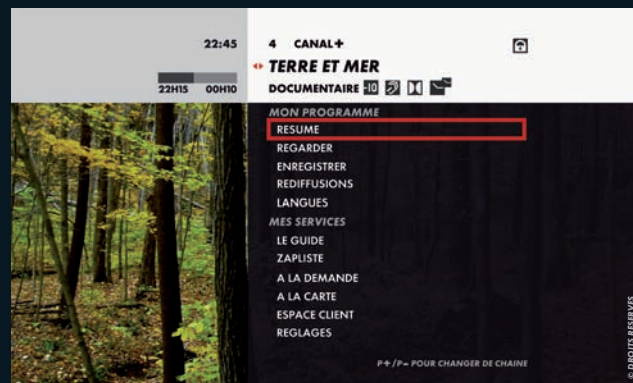 22:45
4 CANAL+
TERRE ET MER
22H15 00H10
DOCUMENTAIRE -10
MON PROGRAMME
RESUME
REGARDER
ENREGISTRER
REDIFFUSIONS
LANGUES
MES SERVICES
LE GUIDE
ZAPLISTE
A LA DEMANDE
A LA CARTE
ESPACE CLIENT
REGLAGES
P+/P- POUR CHANGER DE CHAINE
© DROITS RESERVES